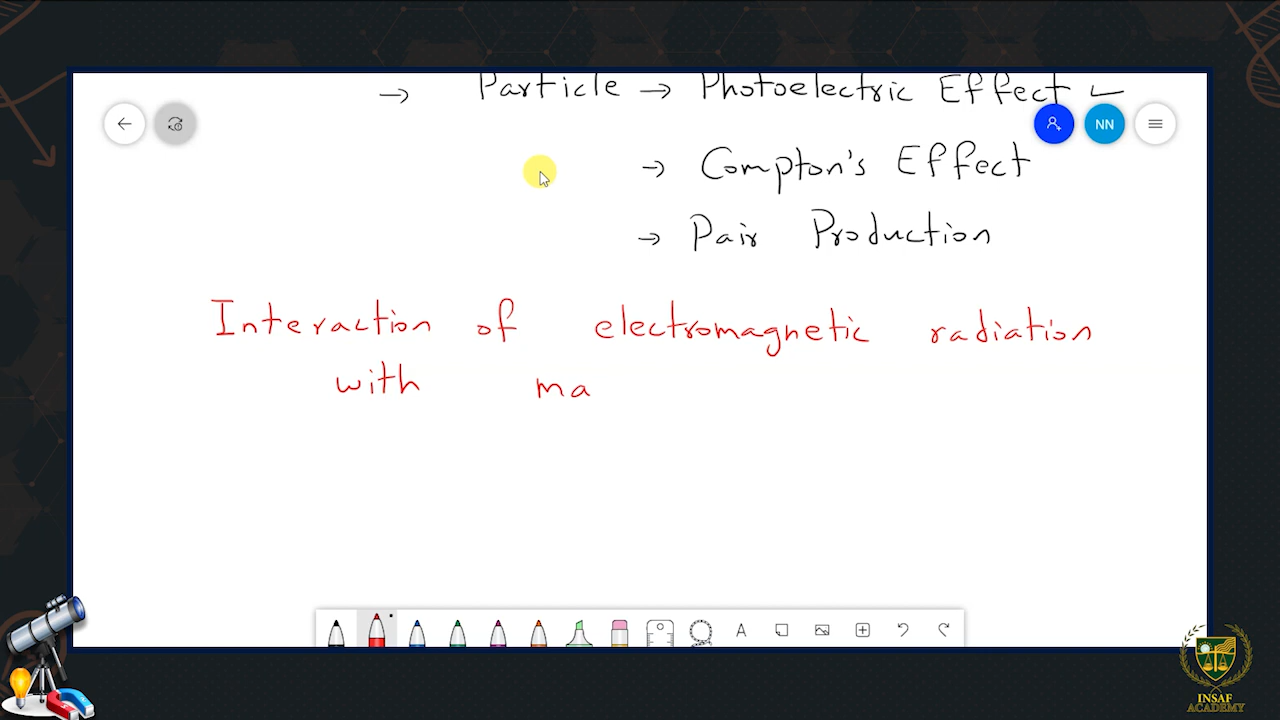 → Particle → Photoelectric Effect ✓
→ Compton's Effect
→ Pair Production
Interaction of electromagnetic radiation
with ma
NN
A
INSAF
ACADEMY